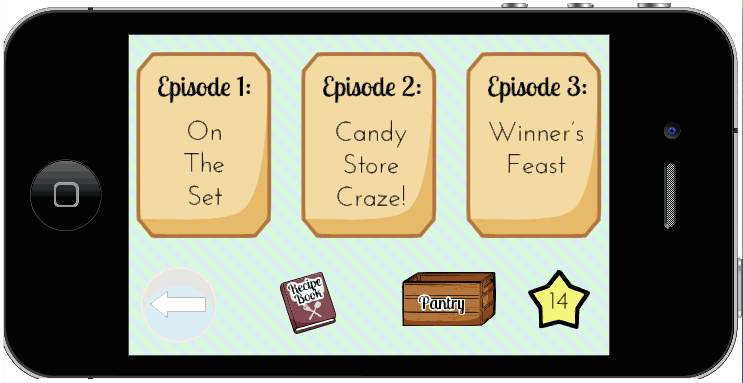 Episode 1:
On
The
Set
Episode 2:
Candy
Store
Craze!
Episode 3:
Winner's
Feast
Recipe
Book
Pantry
14